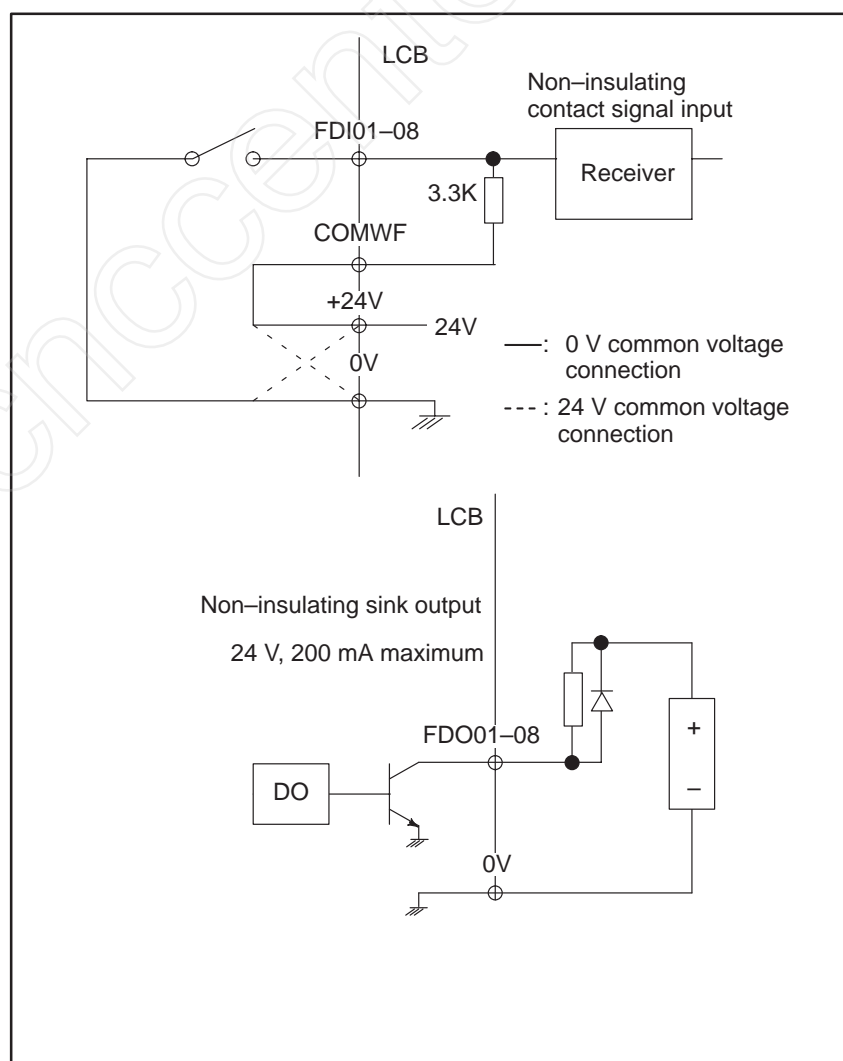 LCB
Non–insulating
contact signal input
FDI01–08
Receiver
3.3K
COMWF
+24V
24V
0V
——: 0 V common voltage
connection
- - - : 24 V common voltage
connection
LCB
Non–insulating sink output
24 V, 200 mA maximum
FDO01–08
+
–
DO
0V